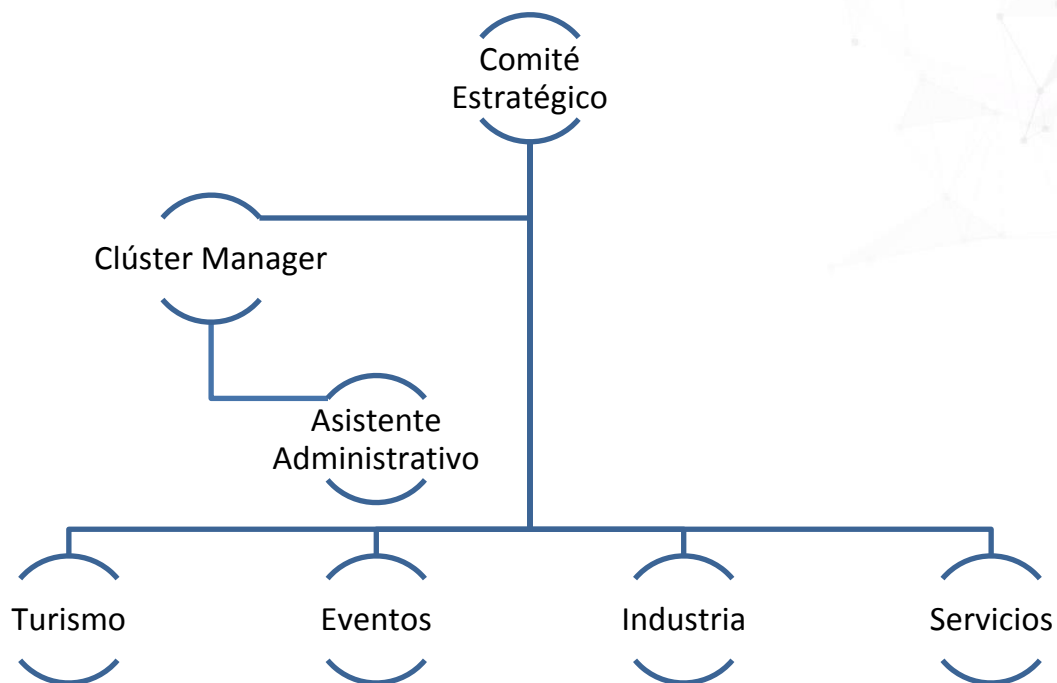 Comité
Estratégico
Clúster Manager
Asistente
Administrativo
Turismo
Eventos
Industria
Servicios